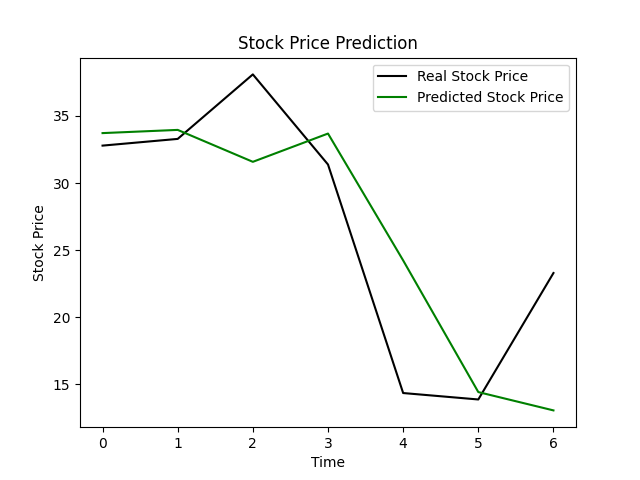 Stock Price Prediction
Real Stock Price
Predicted Stock Price
Stock Price
35
30
25
20
15
0 1 2 3 4 5 6
Time